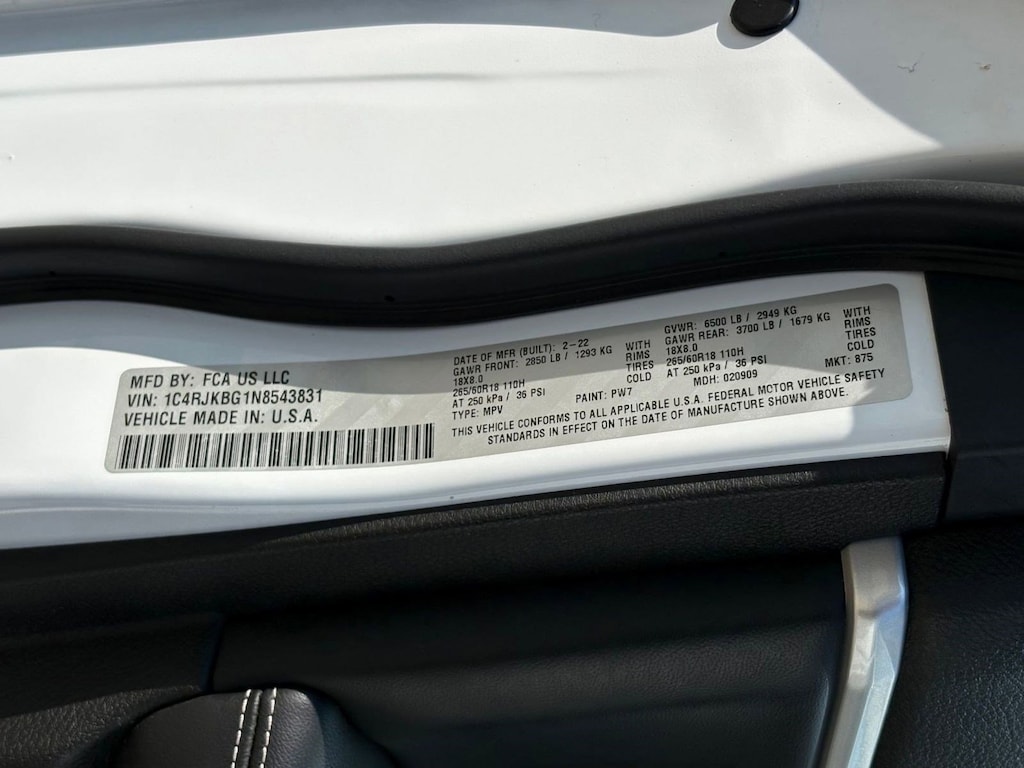 MFD BY: FCA US LLC
VIN: 1C4RJKBG1N8543831
VEHICLE MADE IN: U.S.A.
DATE OF MFR (BUILT): 2-22
GAWR FRONT: 2850 LB / 1293 KG WITH
18X8.0 RIMS
265/60R18 110H TIRES
AT 250 kPa / 36 PSI COLD
TYPE: MPV PAINT: PW7
GVWR: 6500 LB / 2949 KG
GAWR REAR: 3700 LB / 1679 KG WITH
18X8.0 RIMS
265/60R18 110H TIRES
AT 250 kPa / 36 PSI COLD
MDH: 020909 MKT: 875
THIS VEHICLE CONFORMS TO ALL APPLICABLE U.S.A. FEDERAL MOTOR VEHICLE SAFETY
STANDARDS IN EFFECT ON THE DATE OF MANUFACTURE SHOWN ABOVE.